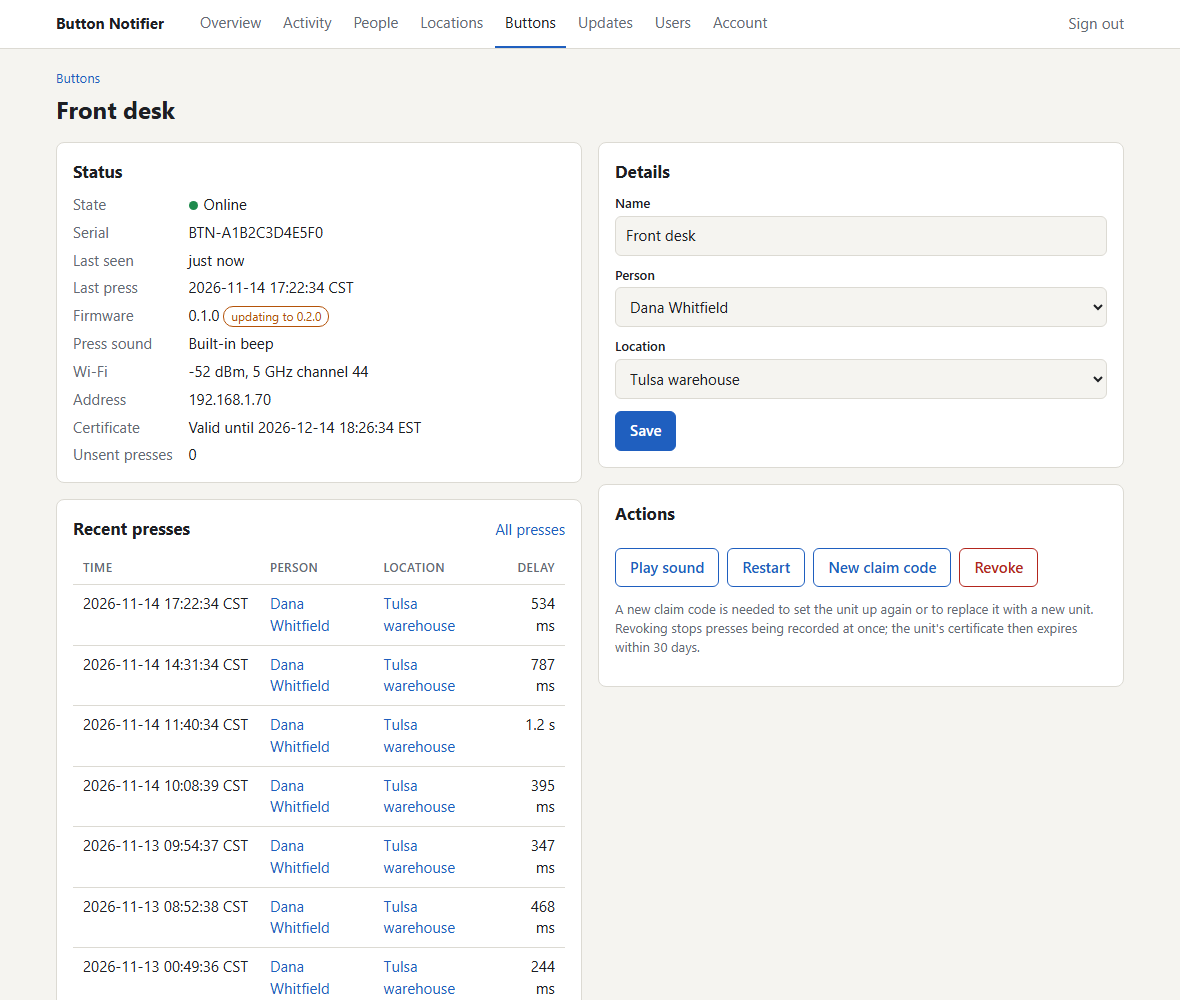 Button Notifier Overview Activity People Locations Buttons Updates Users Account Sign out
Buttons
Front desk
Status
State Online
Serial BTN-A1B2C3D4E5F0
Last seen just now
Last press 2026-11-14 17:22:34 CST
Firmware 0.1.0 updating to 0.2.0
Press sound Built-in beep
Wi-Fi -52 dBm, 5 GHz channel 44
Address 192.168.1.70
Certificate Valid until 2026-12-14 18:26:34 EST
Unsent presses 0
Recent presses All presses
TIME PERSON LOCATION DELAY
2026-11-14 17:22:34 CST Dana Tulsa 534
Whitfield warehouse ms
2026-11-14 14:31:34 CST Dana Tulsa 787
Whitfield warehouse ms
2026-11-14 11:40:34 CST Dana Tulsa 1.2 s
Whitfield warehouse
2026-11-14 10:08:39 CST Dana Tulsa 395
Whitfield warehouse ms
2026-11-13 09:54:37 CST Dana Tulsa 347
Whitfield warehouse ms
2026-11-13 08:52:38 CST Dana Tulsa 468
Whitfield warehouse ms
2026-11-13 00:49:36 CST Dana Tulsa 244
Whitfield warehouse ms
Details
Name
Front desk
Person
Dana Whitfield
Location
Tulsa warehouse
Save
Actions
Play sound Restart New claim code Revoke
A new claim code is needed to set the unit up again or to replace it with a new unit.
Revoking stops presses being recorded at once; the unit's certificate then expires
within 30 days.